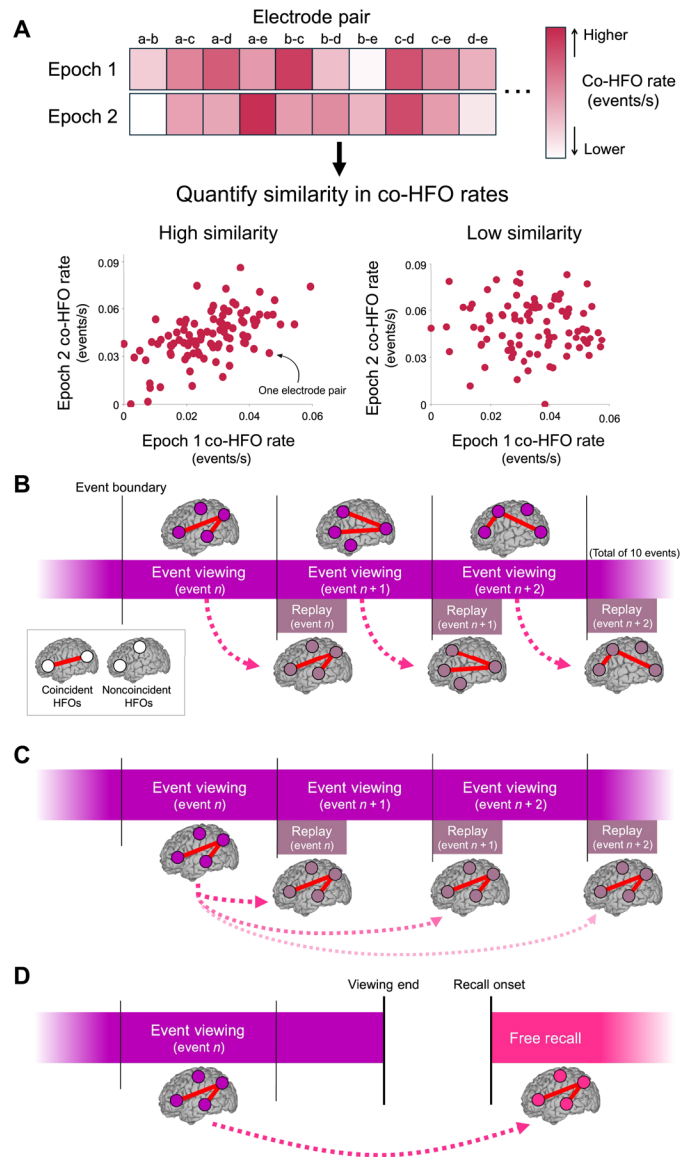 A
Electrode pair
a-b a-c a-d a-e b-c b-d b-e c-d c-e d-e
Epoch 1
Epoch 2
...
Higher
Co-HFO rate
(events/s)
Lower
Quantify similarity in co-HFO rates
High similarity
Epoch 2 co-HFO rate
(events/s)
0.09
0.06
0.03
0
0 0.02 0.04 0.06
One electrode pair
Epoch 1 co-HFO rate
(events/s)
Low similarity
Epoch 2 co-HFO rate
(events/s)
0.09
0.06
0.03
0
0 0.02 0.04 0.06
Epoch 1 co-HFO rate
(events/s)
B
Event boundary
(Total of 10 events)
Event viewing
(event n)
Event viewing
(event n + 1)
Event viewing
(event n + 2)
Replay
(event n)
Replay
(event n+1)
Replay
(event n+2)
Coincident
HFOs
Noncoincident
HFOs
C
Event viewing
(event n)
Event viewing
(event n + 1)
Event viewing
(event n + 2)
Replay
(event n)
Replay
(event n+1)
Replay
(event n+2)
D
Viewing end
Recall onset
Event viewing
(event n)
Free recall